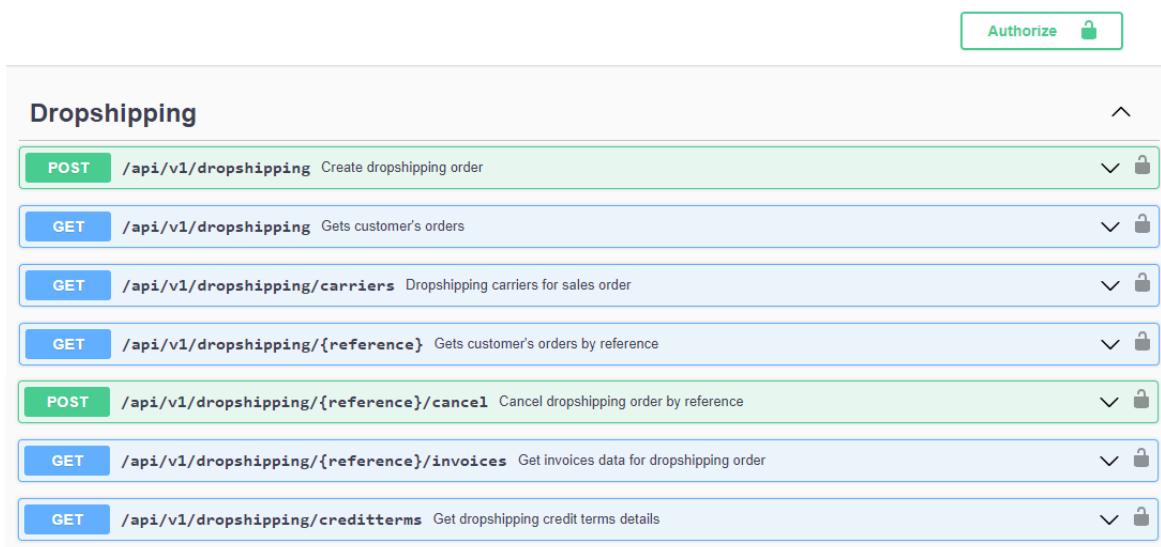 Authorize
Dropshipping
POST /api/v1/dropshipping Create dropshipping order
GET /api/v1/dropshipping Gets customer's orders
GET /api/v1/dropshipping/carriers Dropshipping carriers for sales order
GET /api/v1/dropshipping/{reference} Gets customer's orders by reference
POST /api/v1/dropshipping/{reference}/cancel Cancel dropshipping order by reference
GET /api/v1/dropshipping/{reference}/invoices Get invoices data for dropshipping order
GET /api/v1/dropshipping/creditterms Get dropshipping credit terms details